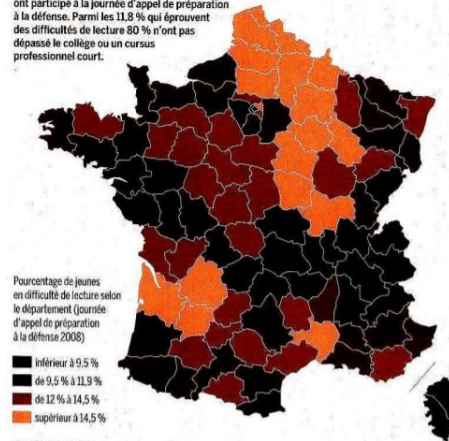 ont participé à la journée d'appel de préparation
à la défense. Parmi les 11,8 % qui éprouvent
des difficultés de lecture 80 % n'ont pas
dépassé le collège ou un cursus
professionnel court.
Pourcentage de jeunes
en difficulté de lecture selon
le département (journée
d'appel de préparation
à la défense 2008)
inférieur à 9,5 %
de 9,5 % à 11,9 %
de 12 % à 14,5 %
supérieur à 14,5 %